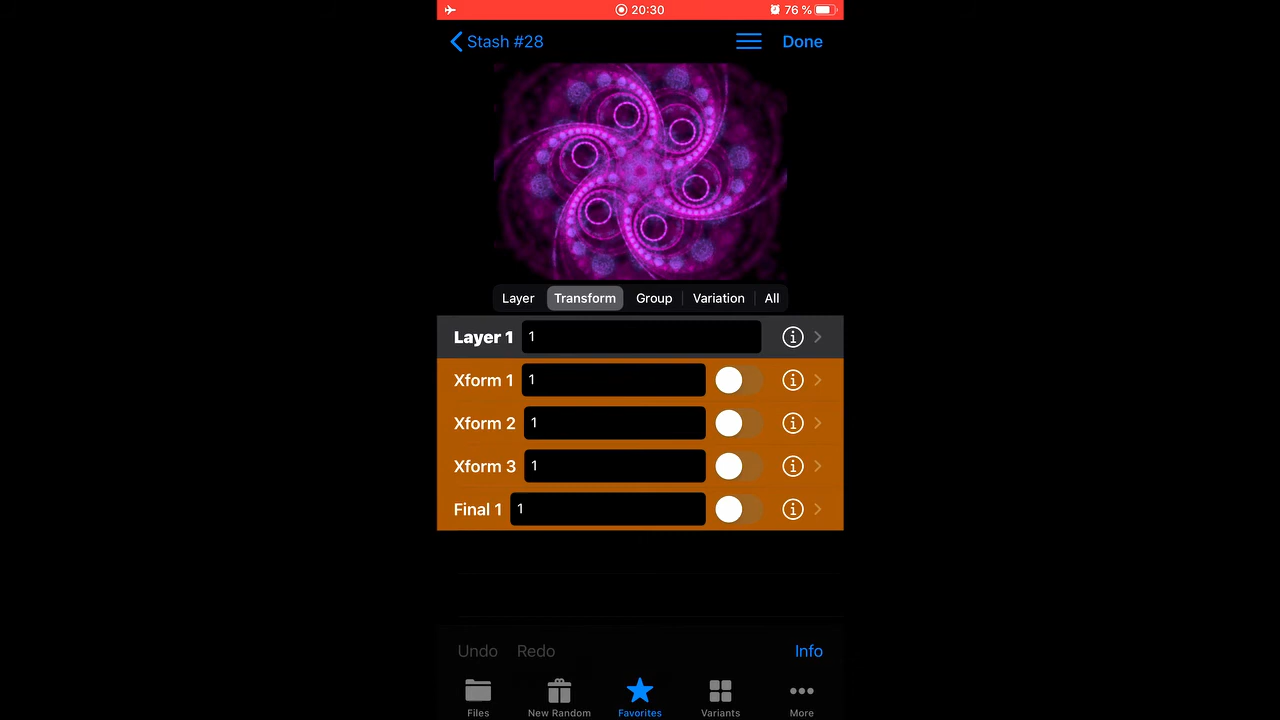 20:30 76 %
Stash #28 Done
Layer Transform Group Variation All
Layer 1 1
Xform 1 1
Xform 2 1
Xform 3 1
Final 1 1
Undo Redo Info
Files New Random Favorites Variants More